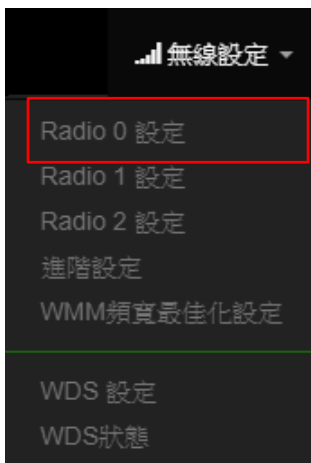 無線設定
Radio 0 設定
Radio 1 設定
Radio 2 設定
進階設定
WMM頻寬最佳化設定
WDS 設定
WDS狀態